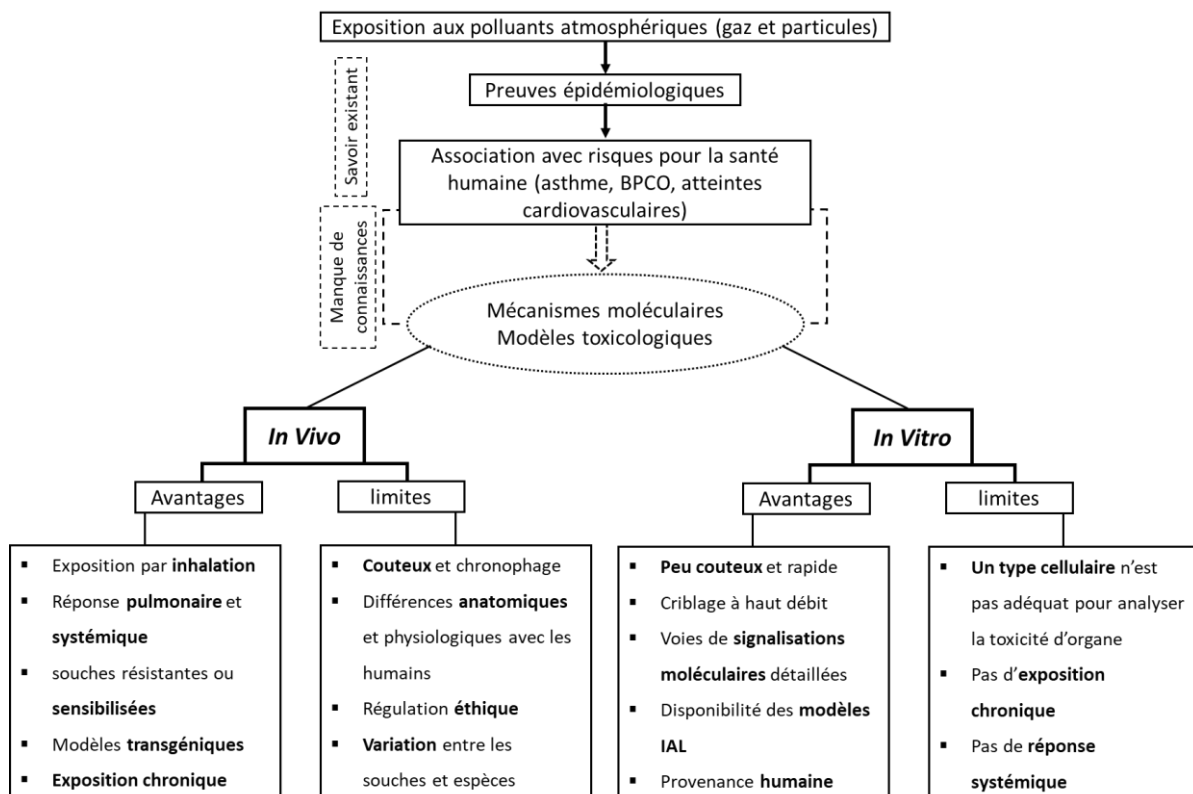 Exposition aux polluants atmosphériques (gaz et particules)
Savoir existant
Preuves épidémiologiques
Association avec risques pour la santé
humaine (asthme, BPCO, atteintes
cardiovasculaires)
Manque de
connaissances
Mécanismes moléculaires
Modèles toxicologiques
In Vivo
Avantages
▪ Exposition par inhalation
▪ Réponse pulmonaire et
systémique
▪ souches résistantes ou
sensibilisées
▪ Modèles transgéniques
▪ Exposition chronique
limites
▪ Couteux et chronophage
▪ Différences anatomiques
et physiologiques avec les
humains
▪ Régulation éthique
▪ Variation entre les
souches et espèces
In Vitro
Avantages
▪ Peu couteux et rapide
▪ Criblage à haut débit
▪ Voies de signalisations
moléculaires détaillées
▪ Disponibilité des modèles
IAL
▪ Provenance humaine
limites
▪ Un type cellulaire n’est
pas adéquat pour analyser
la toxicité d’organe
▪ Pas d’exposition
chronique
▪ Pas de réponse
systémique